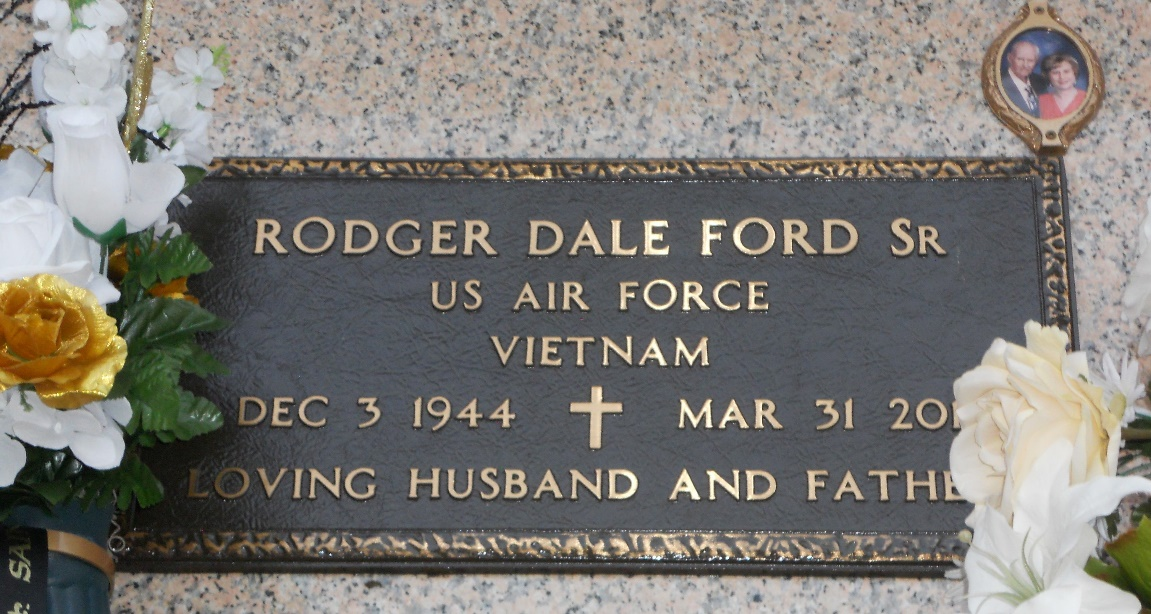 RODGER DALE FORD SR
US AIR FORCE
VIETNAM
DEC 3 1944 MAR 31
LOVING HUSBAND AND